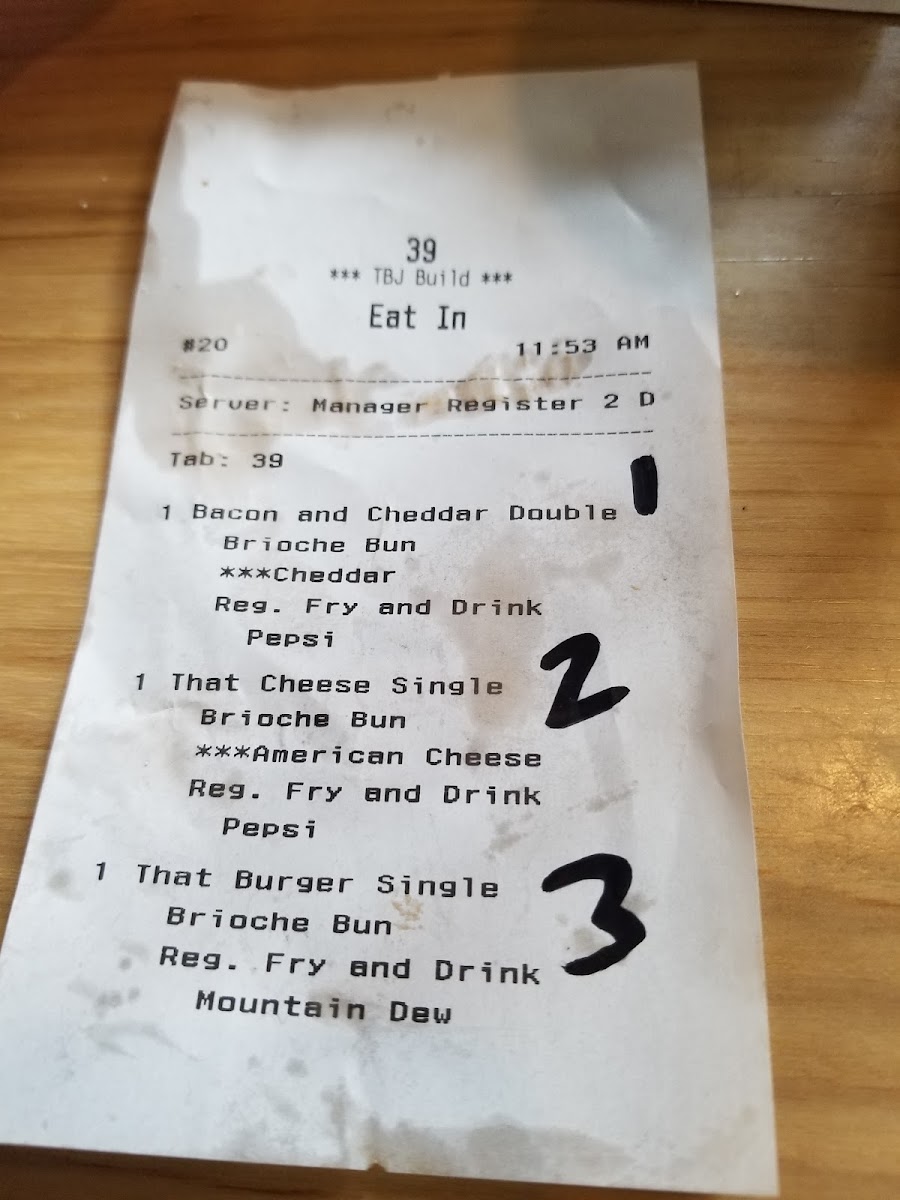 39
*** TBJ Build ***
Eat In
#20 11:53 AM
Server: Manager Register 2 D
Tab: 39
1
1 Bacon and Cheddar Double
Brioche Bun
***Cheddar
Reg. Fry and Drink
Pepsi
2
1 That Cheese Single
Brioche Bun
***American Cheese
Reg. Fry and Drink
Pepsi
3
1 That Burger Single
Brioche Bun
Reg. Fry and Drink
Mountain Dew